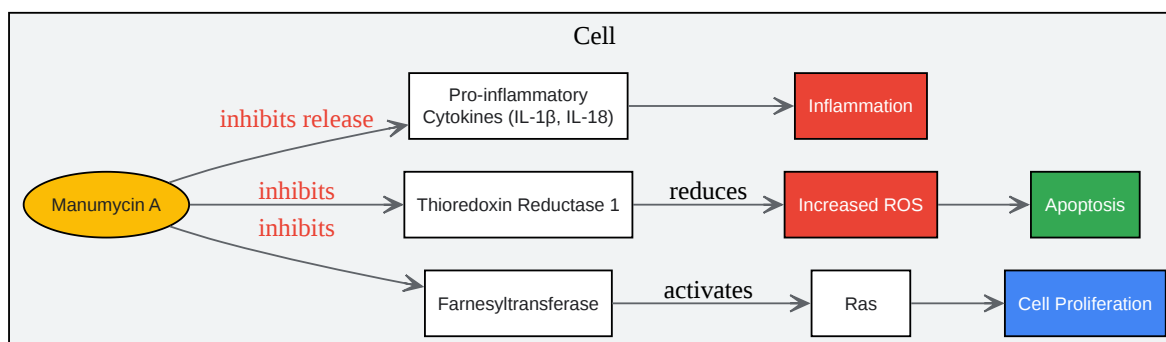 Cell
Pro-inflammatory
Cytokines (IL-1β, IL-18)
Inflammation
inhibits release
Manumycin A
inhibits
Thioredoxin Reductase 1
reduces
Increased ROS
Apoptosis
inhibits
Farnesyltransferase
activates
Ras
Cell Proliferation